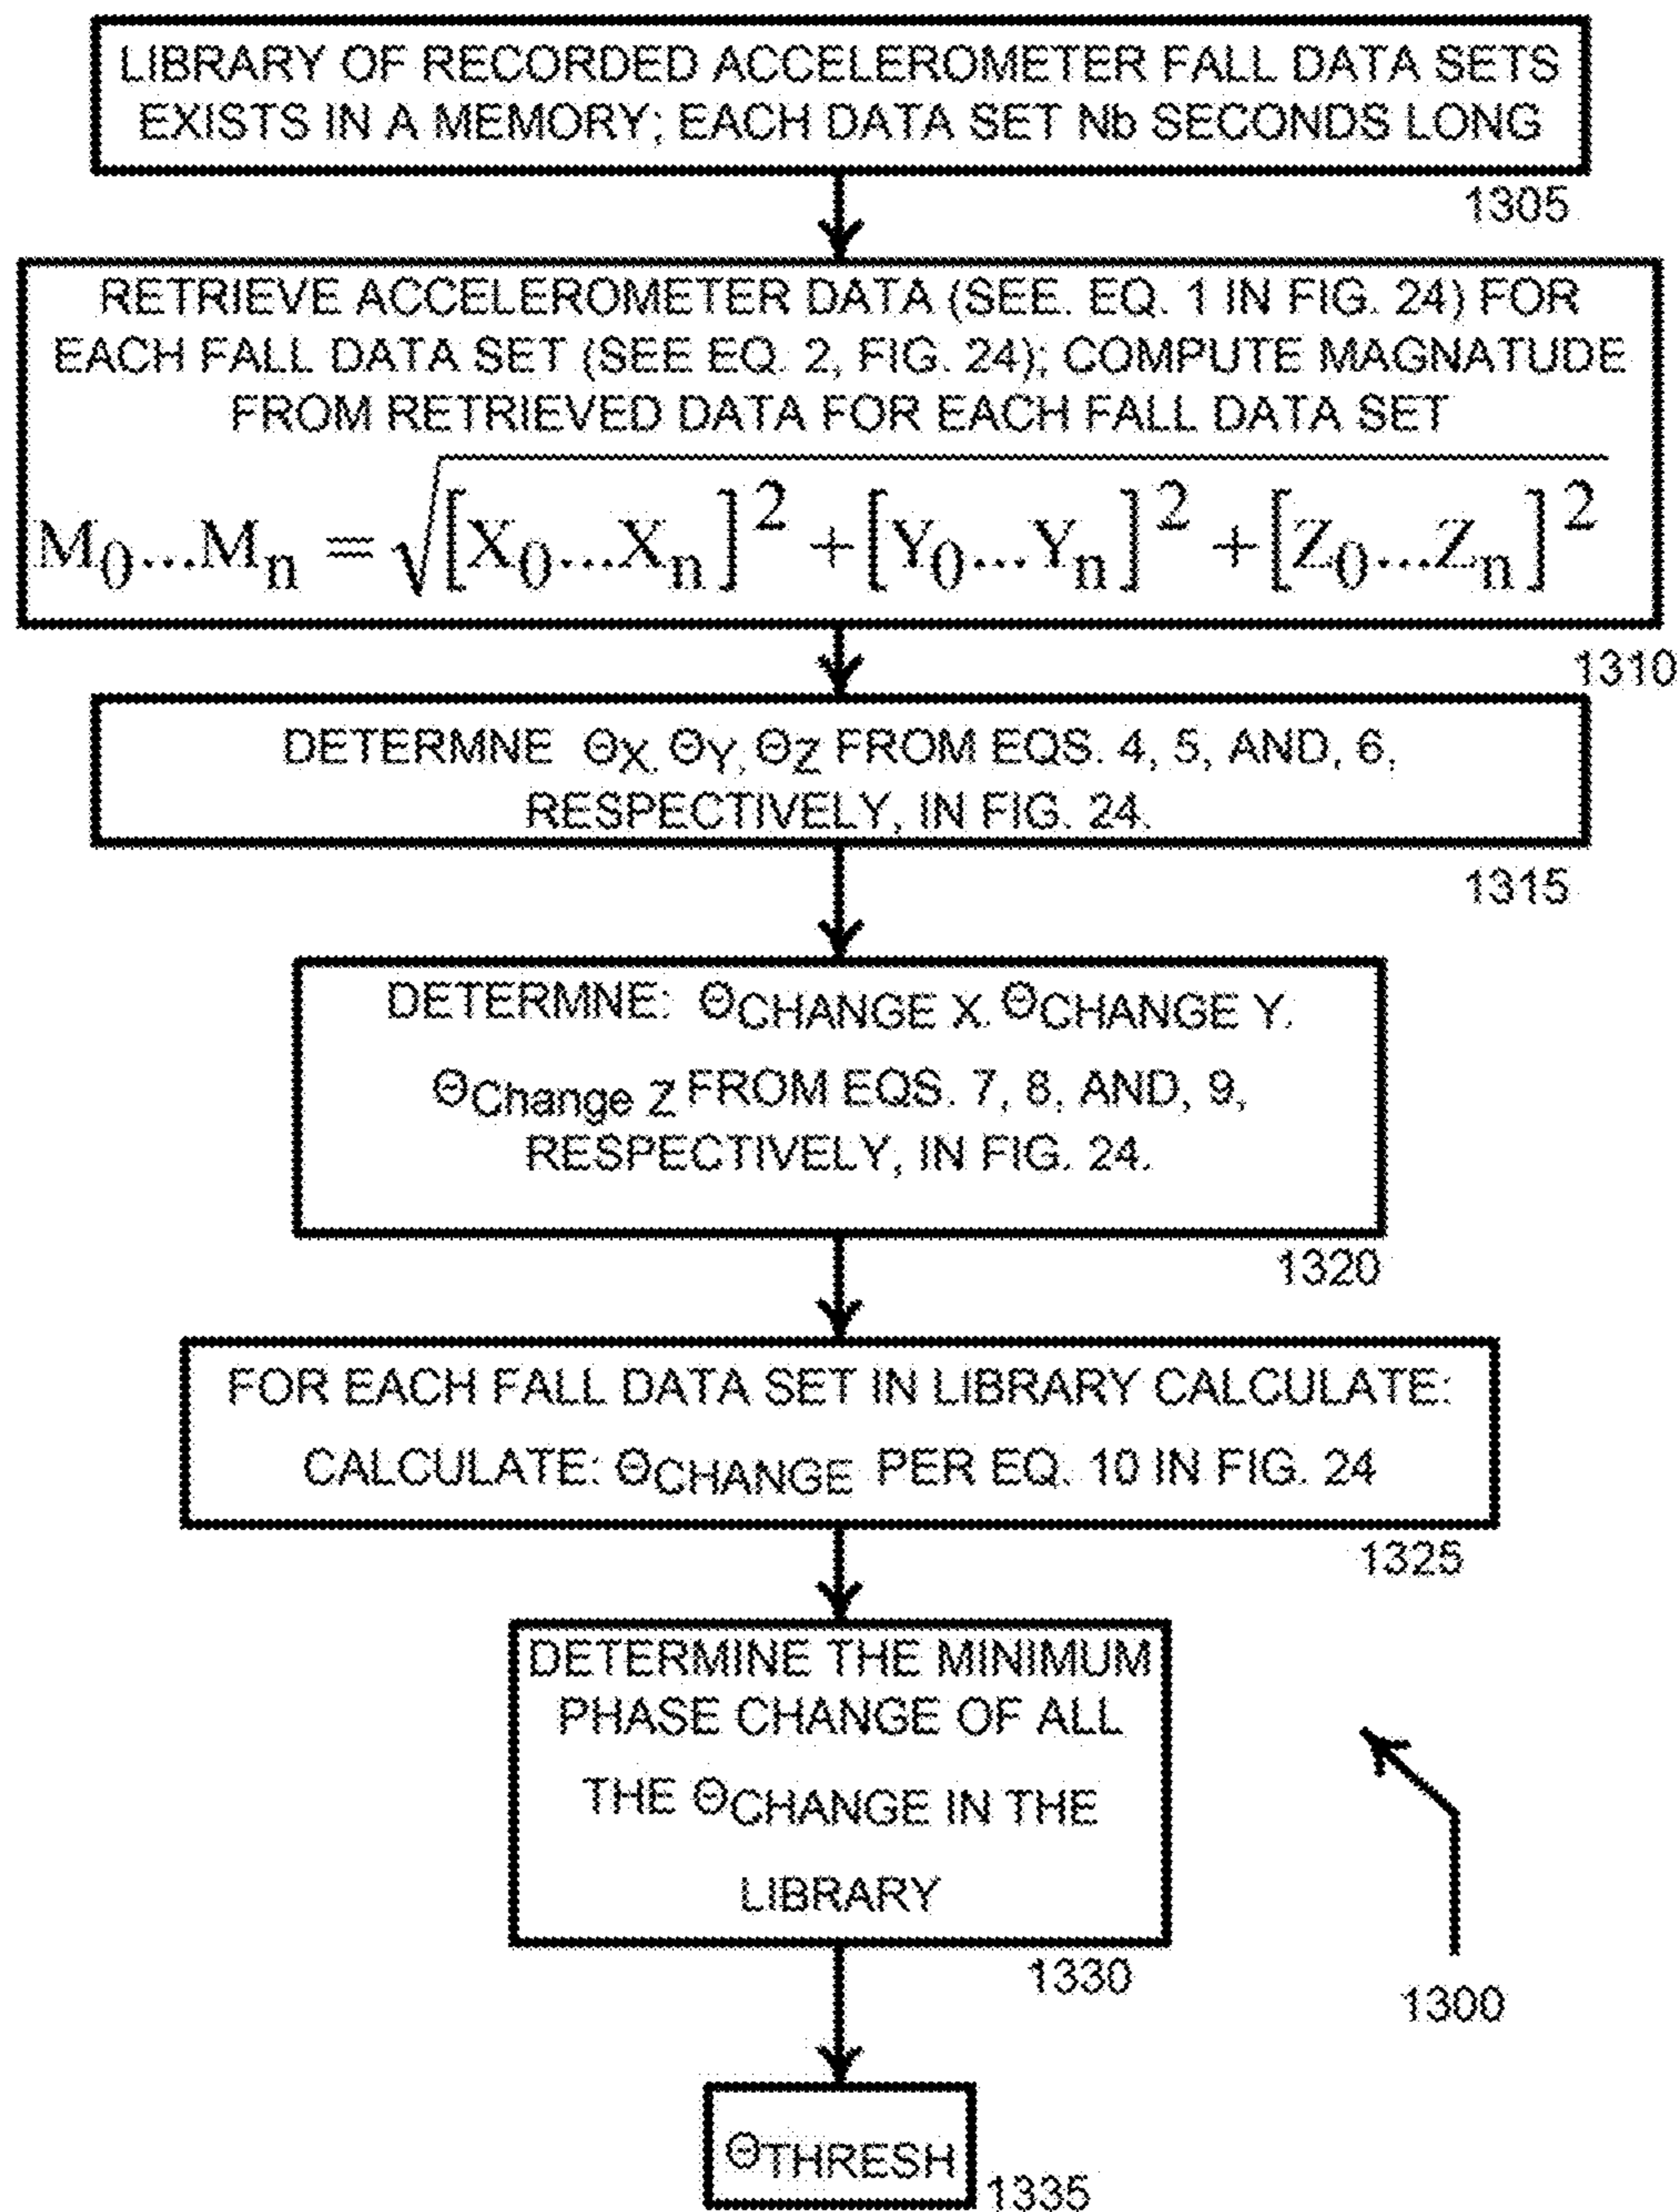 LIBRARY OF RECORDED ACCELEROMETER FALL DATA SETS
EXISTS IN A MEMORY; EACH DATA SET Nb SECONDS LONG
1305
RETRIEVE ACCELEROMETER DATA (SEE. EQ. 1 IN FIG. 24) FOR
EACH FALL DATA SET (SEE EQ. 2, FIG. 24); COMPUTE MAGNATUDE
FROM RETRIEVED DATA FOR EACH FALL DATA SET
M₀...Mₙ = √[X₀...Xₙ]² + [Y₀...Yₙ]² + [Z₀...Zₙ]²
1310
DETERMNE ΘX. ΘY, ΘZ FROM EQS. 4, 5, AND, 6,
RESPECTIVELY, IN FIG. 24.
1315
DETERMNE: ΘCHANGE X. ΘCHANGE Y.
ΘChange Z FROM EQS. 7, 8, AND, 9,
RESPECTIVELY, IN FIG. 24.
1320
FOR EACH FALL DATA SET IN LIBRARY CALCULATE:
CALCULATE: ΘCHANGE PER EQ. 10 IN FIG. 24
1325
DETERMINE THE MINIMUM
PHASE CHANGE OF ALL
THE ΘCHANGE IN THE
LIBRARY
1330
1300
ΘTHRESH
1335